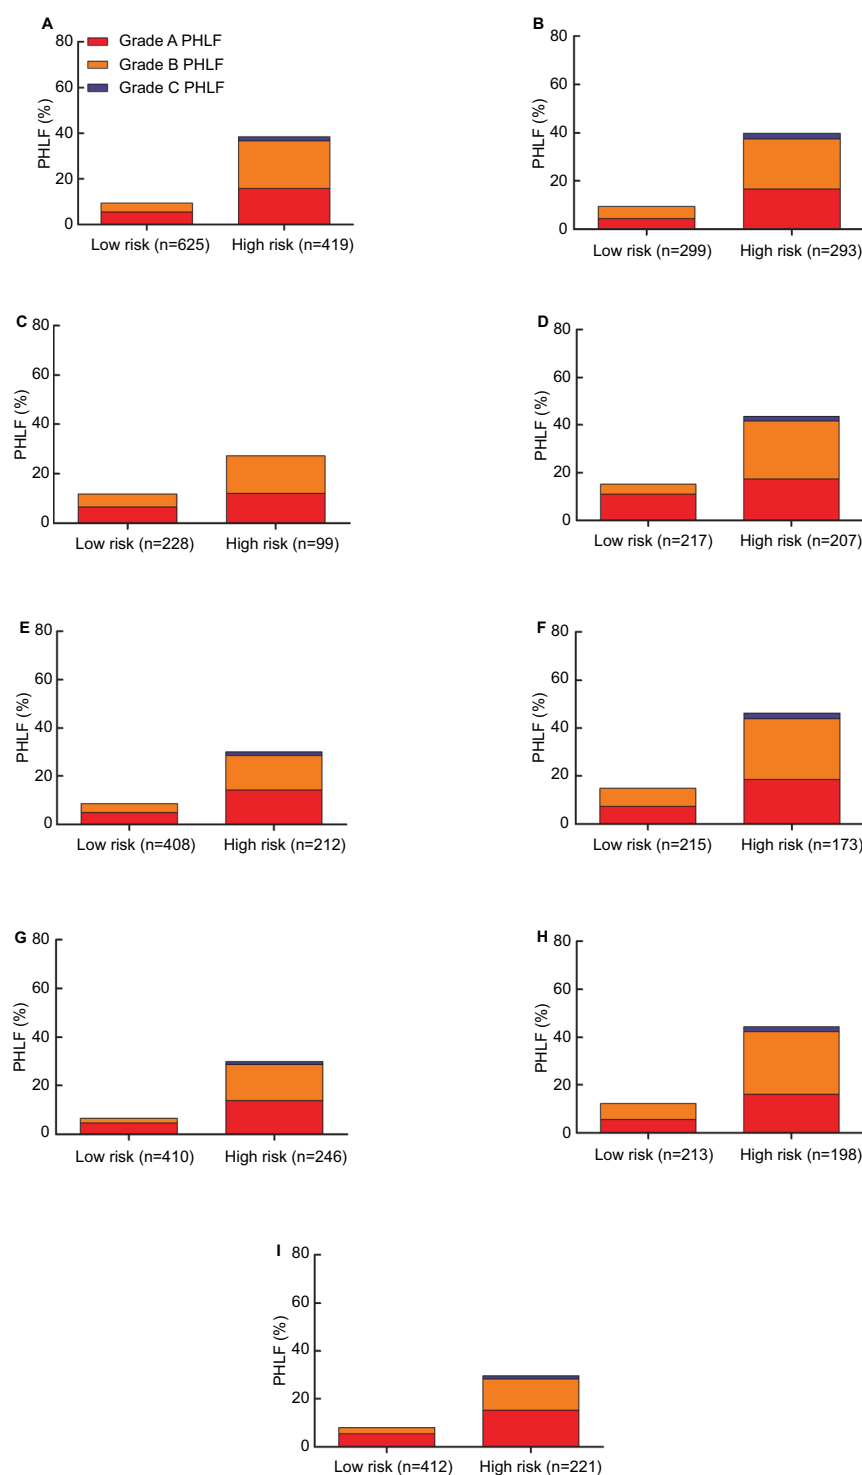 A
B
80
60
40
20
0
PHLF (%)
Grade A PHLF
Grade B PHLF
Grade C PHLF
Low risk (n=625) High risk (n=419)
80
60
40
20
0
PHLF (%)
Low risk (n=299) High risk (n=293)
C
80
60
40
20
0
PHLF (%)
Low risk (n=228) High risk (n=99)
D
80
60
40
20
0
PHLF (%)
Low risk (n=217) High risk (n=207)
E
80
60
40
20
0
PHLF (%)
Low risk (n=408) High risk (n=212)
F
80
60
40
20
0
PHLF (%)
Low risk (n=215) High risk (n=173)
G
80
60
40
20
0
PHLF (%)
Low risk (n=410) High risk (n=246)
H
80
60
40
20
0
PHLF (%)
Low risk (n=213) High risk (n=198)
I
80
60
40
20
0
PHLF (%)
Low risk (n=412) High risk (n=221)